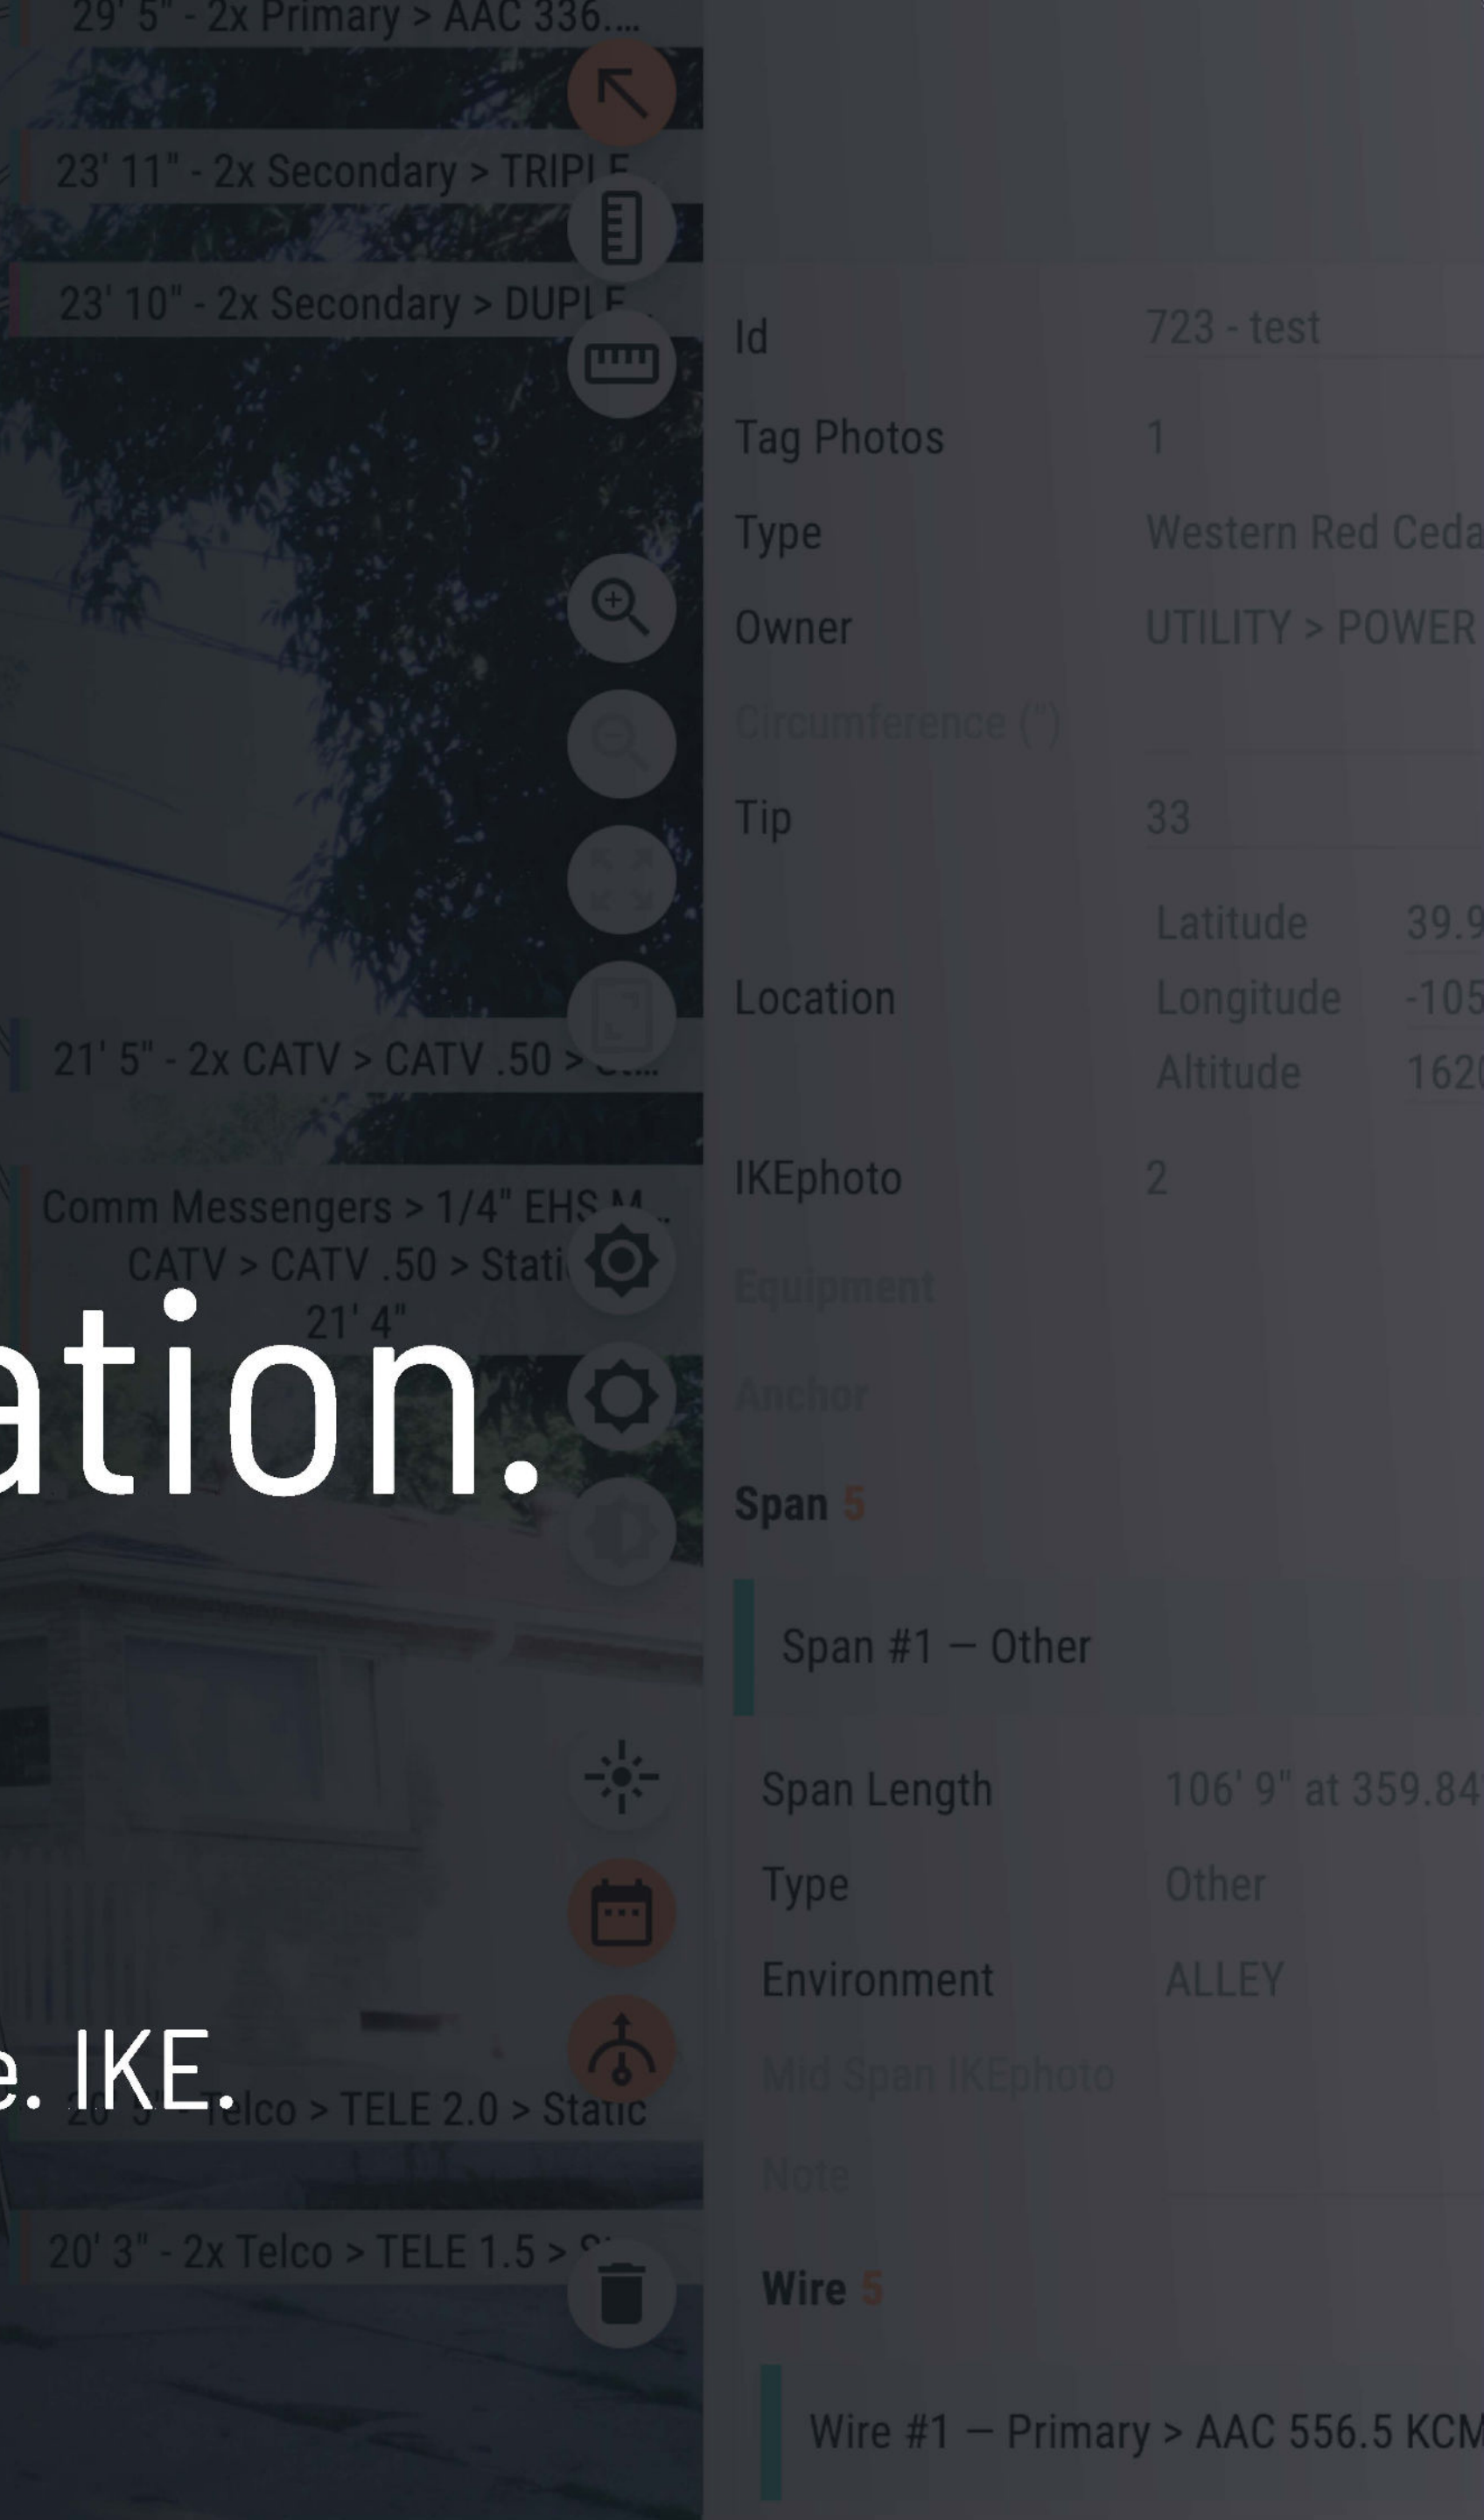 29' 5" - 2x Primary > AAC 336....
23' 11" - 2x Secondary > TRIPLE
23' 10" - 2x Secondary > DUPLE...
21' 5" - 2x CATV > CATV .50 > St...
Comm Messengers > 1/4" EHS M...
CATV > CATV .50 > Stati
21' 4"
ation.
e. IKE.
20' 5" - Telco > TELE 2.0 > Static
20' 3" - 2x Telco > TELE 1.5 > S
Id 723 - test
Tag Photos 1
Type Western Red Ceda
Owner UTILITY > POWER
Circumference (")
Tip 33
Latitude 39.9
Location Longitude -105
Altitude 1620
IKEphoto 2
Equipment
Anchor
Span 5
Span #1 — Other
Span Length 106' 9" at 359.84°
Type Other
Environment ALLEY
Mid Span IKEphoto
Note
Wire 5
Wire #1 — Primary > AAC 556.5 KCM